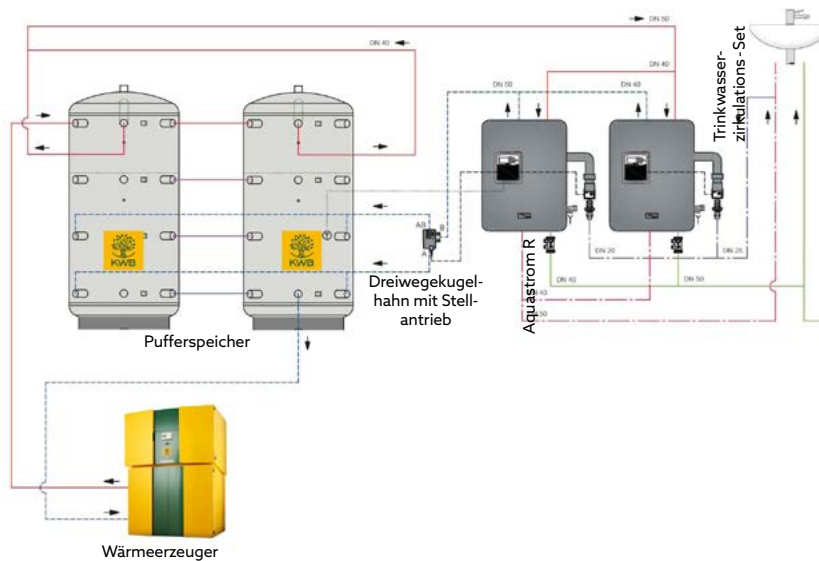 DN 50
DN 40
DN 40
DN 50
DN 40
Trinkwasser-
zirkulations - Set
KWB
KWB
AB
B
A
T
Dreiwegekugel-
hahn mit Stell-
antrieb
Aquastrom R
DN 20
DN 25
DN 40
DN 50
DN 40
DN 50
Pufferspeicher
Wärmeerzeuger